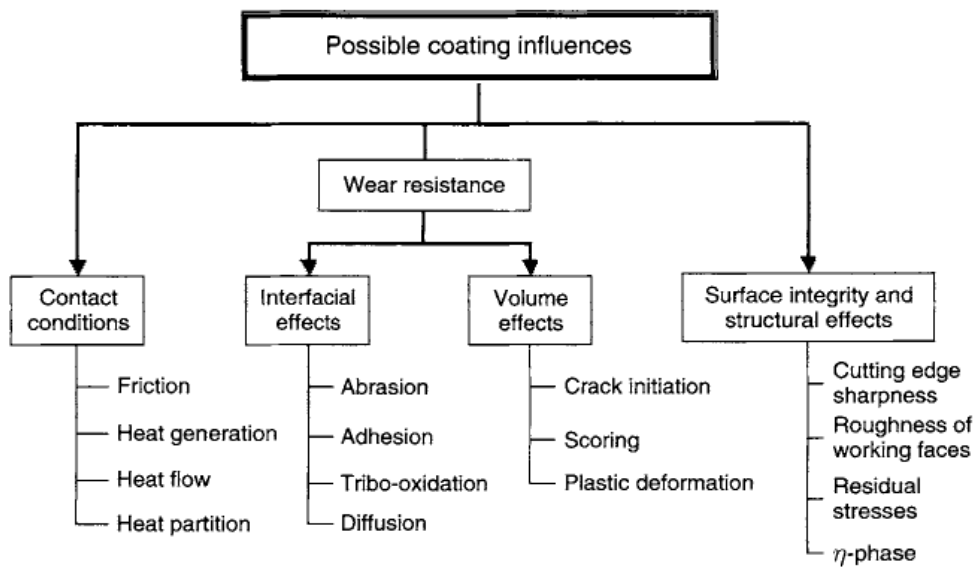 Possible coating influences
Wear resistance
Contact
conditions
Interfacial
effects
Volume
effects
Surface integrity and
structural effects
Friction
Heat generation
Heat flow
Heat partition
Abrasion
Adhesion
Tribo-oxidation
Diffusion
Crack initiation
Scoring
Plastic deformation
Cutting edge
sharpness
Roughness of
working faces
Residual
stresses
η-phase